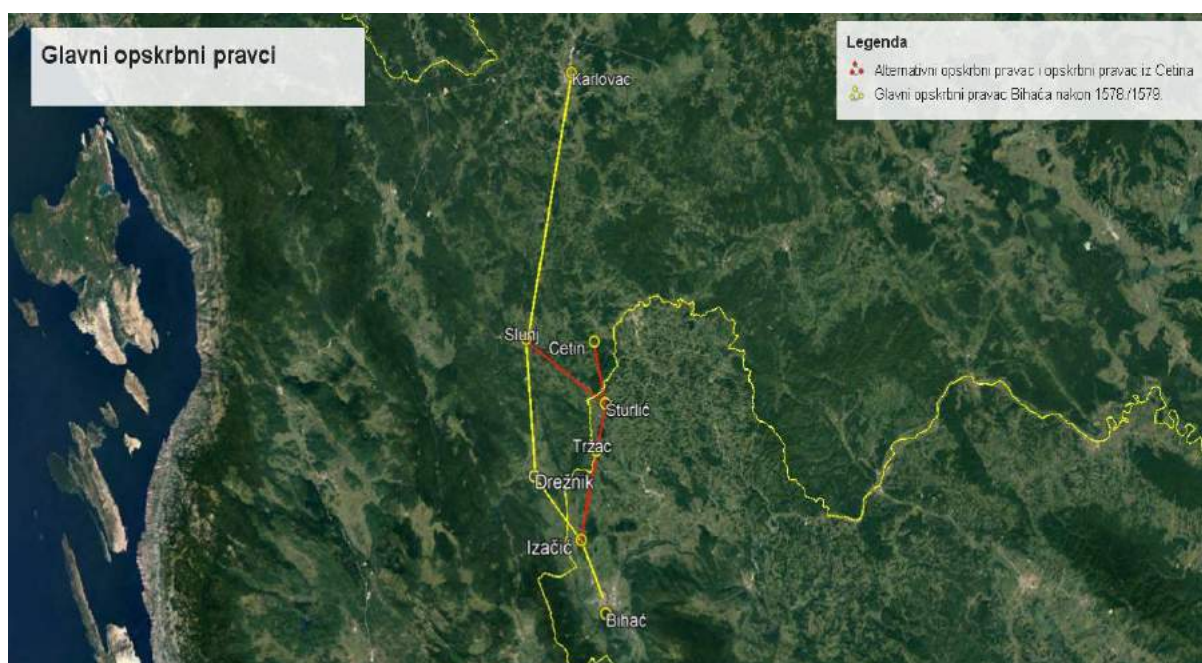 Glavni opskrbni pravci
Legenda
Alternativni opskrbni pravac i opskrbni pravac iz Cetina
Glavni opskrbni pravac Bihaća nakon 1578./1579.
Karlovac
Slunj
Cetin
Šturlić
Tržac
Drežnik
Izačić
Bihać